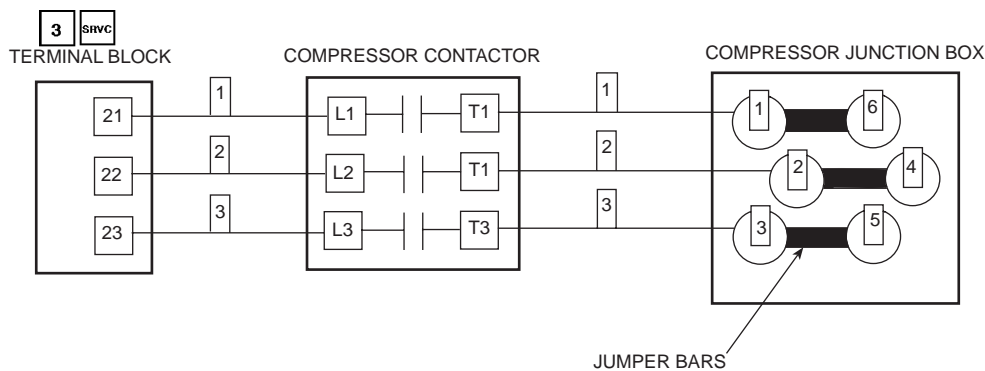 3 SRVC
TERMINAL BLOCK
COMPRESSOR CONTACTOR
COMPRESSOR JUNCTION BOX
21 1 L1 T1 1 1 6
22 2 L2 T1 2 2 4
23 3 L3 T3 3 3 5
JUMPER BARS